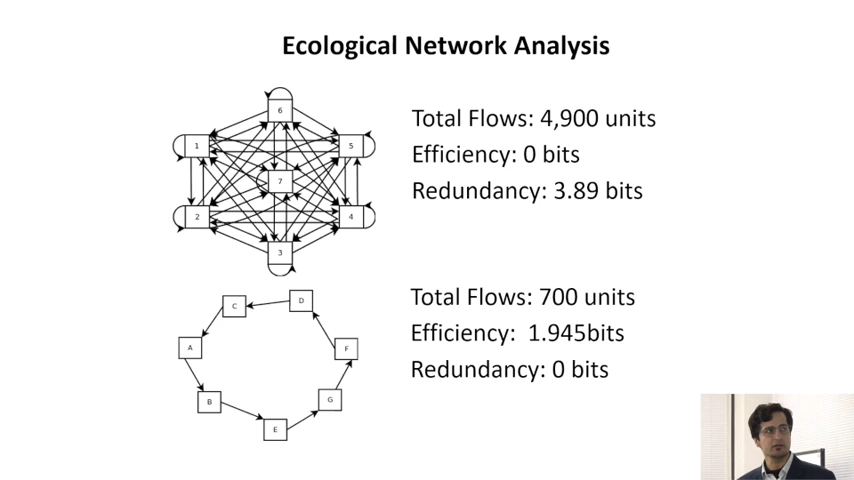 Ecological Network Analysis
6
Total Flows: 4,900 units
1
5
Efficiency: 0 bits
7
Redundancy: 3.89 bits
2
4
3
Total Flows: 700 units
C
D
Efficiency:  1.945bits
A
F
Redundancy: 0 bits
B
G
E